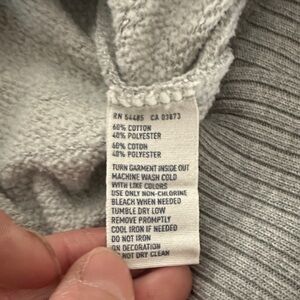 RN 54485 CA 03873
60% COTTON
40% POLYESTER
60% COTON
40% POLYESTER
TURN GARMENT INSIDE OUT
MACHINE WASH COLD
WITH LIKE COLORS
USE ONLY NON-CHLORINE
BLEACH WHEN NEEDED
TUMBLE DRY LOW
REMOVE PROMPTLY
COOL IRON IF NEEDED
DO NOT IRON
ON DECORATION
NOT DRY CLEAN